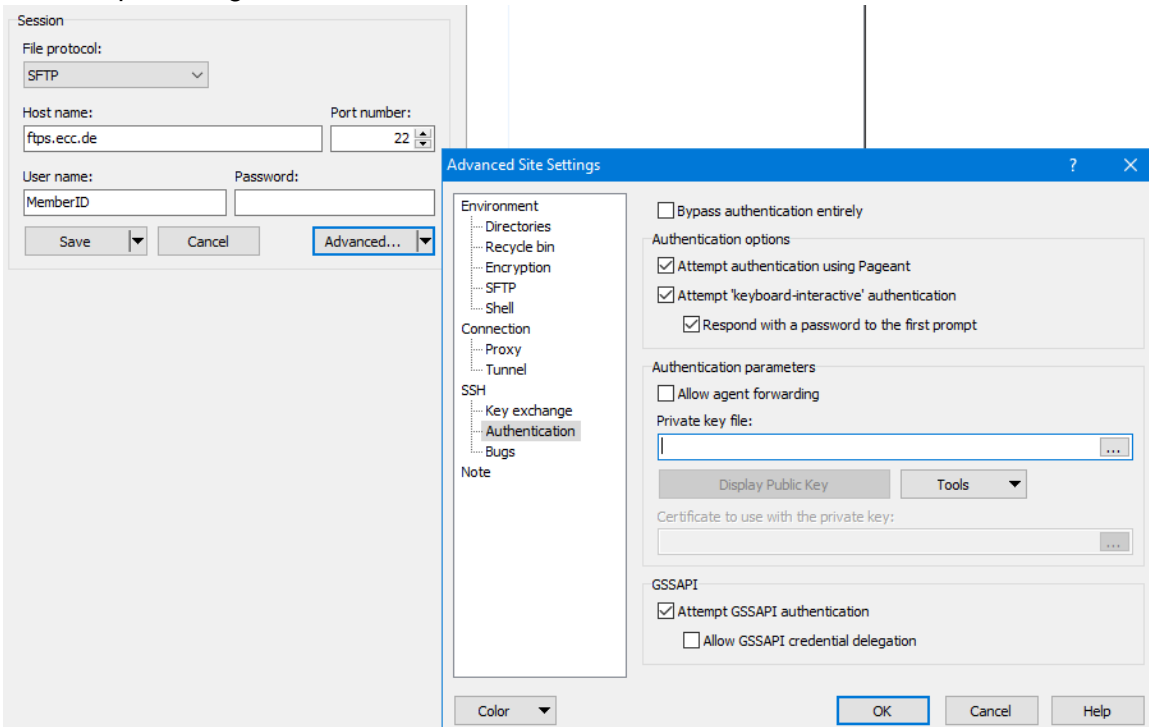 Session
File protocol:
SFTP
Host name:
Port number:
ftps.ecc.de
22
User name:
Password:
MemberID
Save
Cancel
Advanced...
Advanced Site Settings
?
Environment
Directories
Recycle bin
Encryption
SFTP
Shell
Connection
Proxy
Tunnel
SSH
Key exchange
Authentication
Bugs
Note
Bypass authentication entirely
Authentication options
Attempt authentication using Pageant
Attempt 'keyboard-interactive' authentication
Respond with a password to the first prompt
Authentication parameters
Allow agent forwarding
Private key file:
...
Display Public Key
Tools
Certificate to use with the private key:
...
GSSAPI
Attempt GSSAPI authentication
Allow GSSAPI credential delegation
Color
OK
Cancel
Help